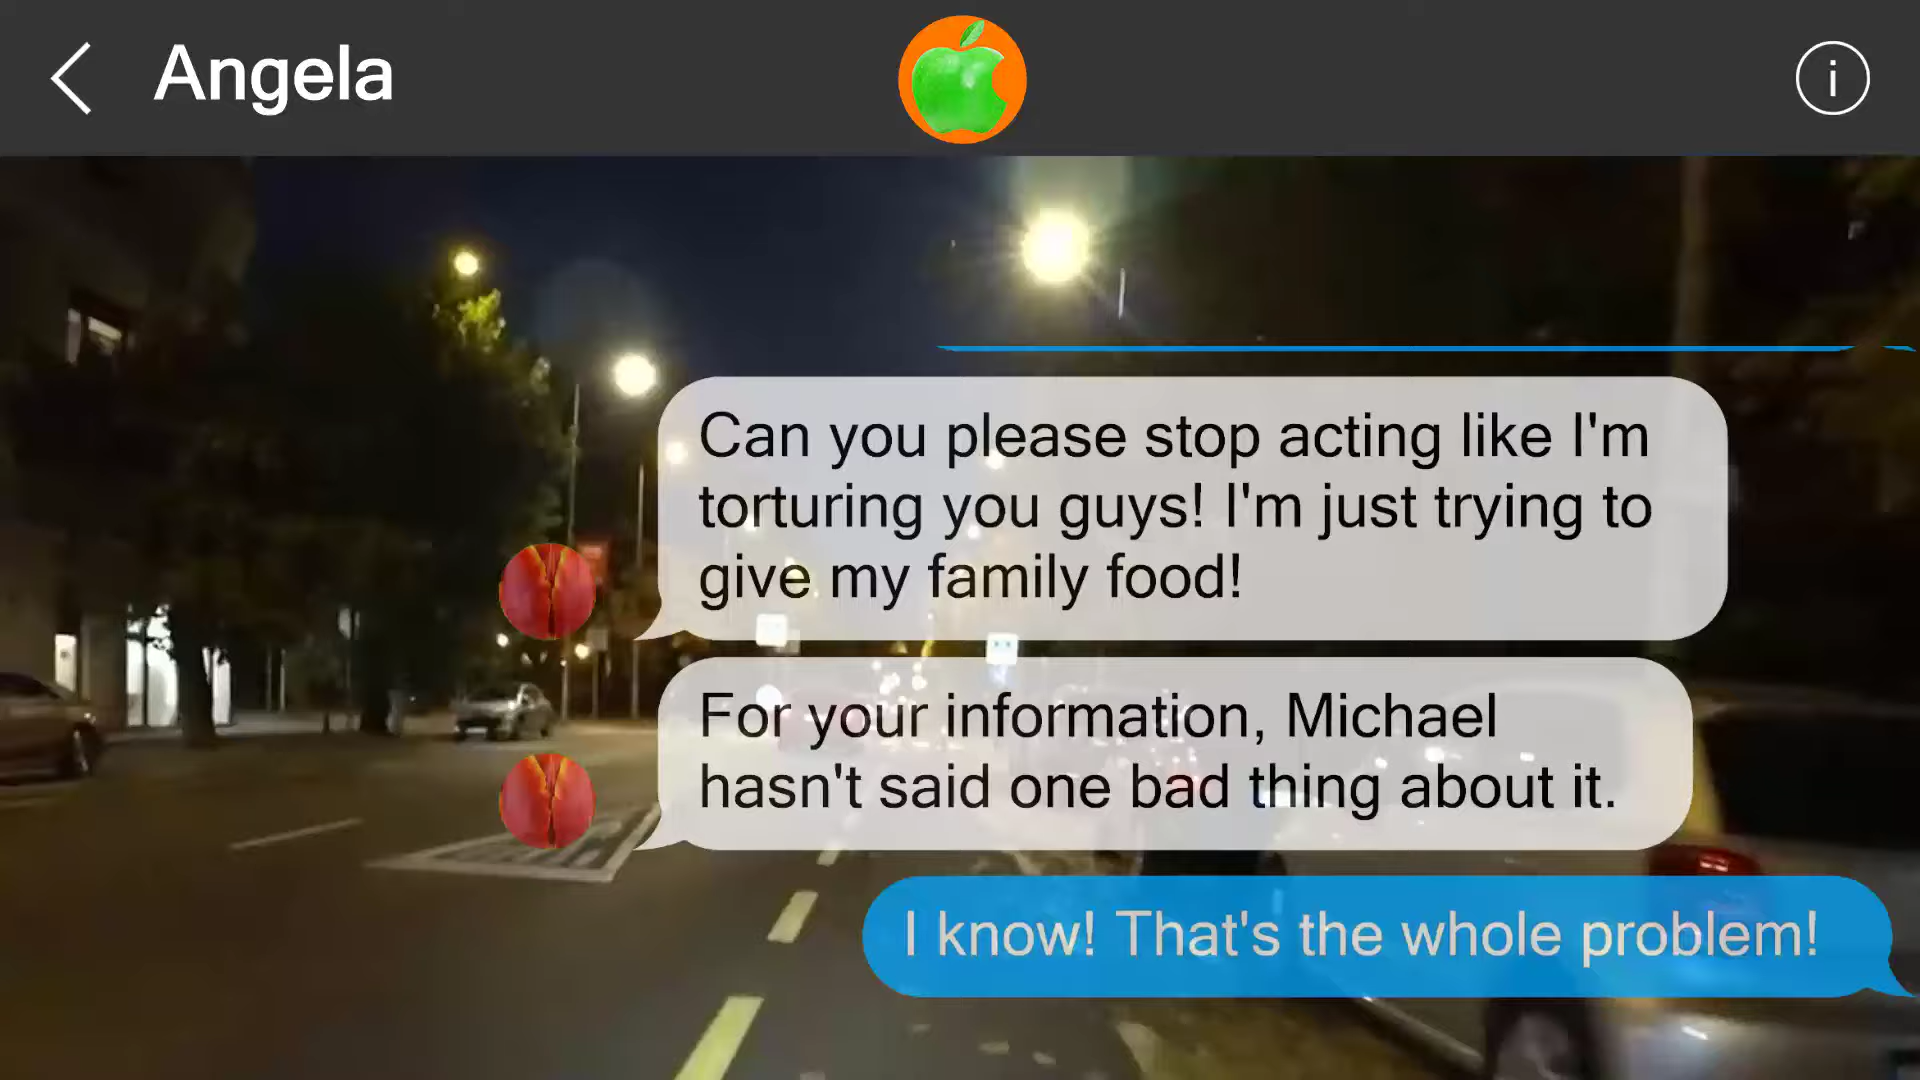 Angela
Can you please stop acting like I'm
torturing you guys! I'm just trying to
give my family food!
For your information, Michael
hasn't said one bad thing about it.
I know! That's the whole problem!